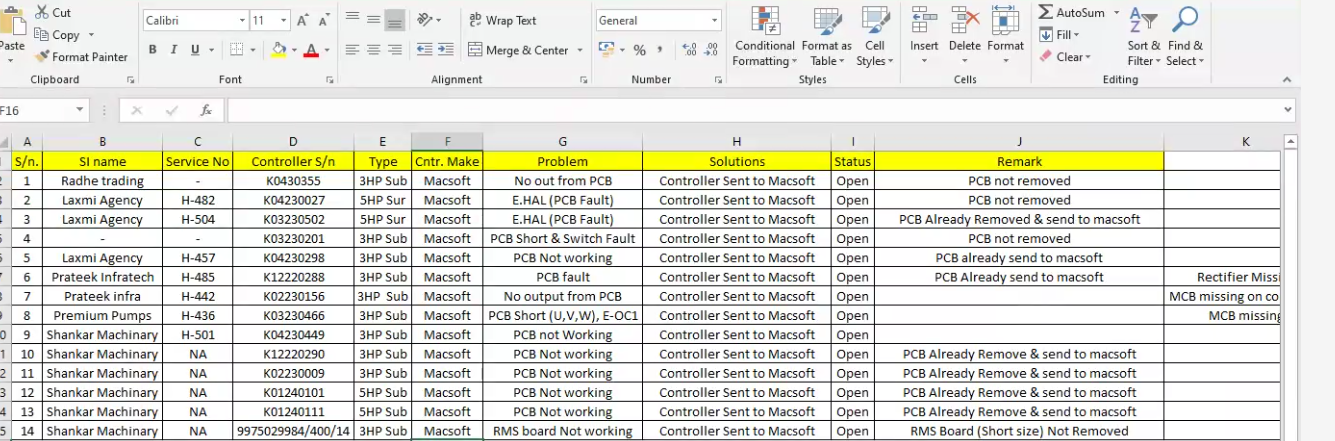 Cut Calibri 11 A A Wrap Text General AutoSum
Paste Copy Fill
Format Painter B I U A Merge & Center % , Conditional Format as Cell Insert Delete Format Clear Sort & Find &
Formatting Table Styles Filter Select
Clipboard Font Alignment Number Styles Cells Editing
F16 fx
A B C D E F G H I J K
S/n. SI name Service No Controller S/n Type Cntr. Make Problem Solutions Status Remark
1 Radhe trading - K0430355 3HP Sub Macsoft No out from PCB Controller Sent to Macsoft Open PCB not removed
2 Laxmi Agency H-482 K04230027 5HP Sur Macsoft E.HAL (PCB Fault) Controller Sent to Macsoft Open PCB not removed
3 Laxmi Agency H-504 K03230502 5HP Sur Macsoft E.HAL (PCB Fault) Controller Sent to Macsoft Open PCB Already Removed & send to macsoft
4 - - K03230201 3HP Sub Macsoft PCB Short & Switch Fault Controller Sent to Macsoft Open PCB not removed
5 Laxmi Agency H-457 K04230298 3HP Sub Macsoft PCB Not working Controller Sent to Macsoft Open PCB already send to macsoft
6 Prateek Infratech H-485 K12220288 3HP Sub Macsoft PCB fault Controller Sent to Macsoft Open PCB Already send to macsoft Rectifier Missi
7 Prateek infra H-442 K02230156 3HP Sub Macsoft No output from PCB Controller Sent to Macsoft Open MCB missing on co
8 Premium Pumps H-436 K03230466 3HP Sub Macsoft PCB Short (U,V,W), E-OC1 Controller Sent to Macsoft Open MCB missing
9 Shankar Machinary H-501 K04230449 3HP Sub Macsoft PCB not Working Controller Sent to Macsoft Open
10 Shankar Machinary NA K12220290 3HP Sub Macsoft PCB Not working Controller Sent to Macsoft Open PCB Already Remove & send to macsoft
11 Shankar Machinary NA K02230009 3HP Sub Macsoft PCB Not working Controller Sent to Macsoft Open PCB Already Remove & send to macsoft
12 Shankar Machinary NA K01240101 5HP Sub Macsoft PCB Not working Controller Sent to Macsoft Open PCB Already Remove & send to macsoft
13 Shankar Machinary NA K01240111 5HP Sub Macsoft PCB Not working Controller Sent to Macsoft Open PCB Already Remove & send to macsoft
14 Shankar Machinary NA 9975029984/400/14 3HP Sub Macsoft RMS board Not working Controller Sent to Macsoft Open RMS Board (Short size) Not Removed